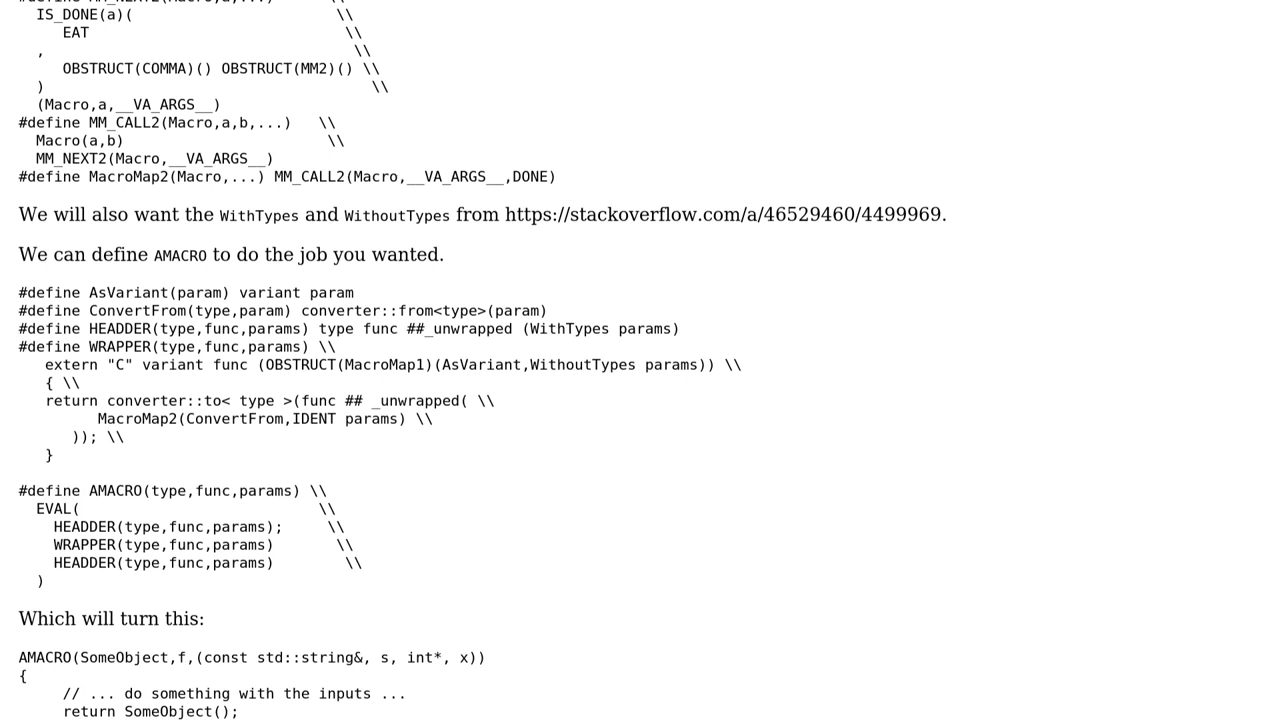 #define MM_NEXT2(Macro,a,...)      \\
  IS_DONE(a)(                       \\
     EAT                             \\
  ,                                   \\
     OBSTRUCT(COMMA)() OBSTRUCT(MM2)() \\
  )                                     \\
  (Macro,a,__VA_ARGS__)
#define MM_CALL2(Macro,a,b,...)   \\
  Macro(a,b)                       \\
  MM_NEXT2(Macro,__VA_ARGS__)
#define MacroMap2(Macro,...) MM_CALL2(Macro,__VA_ARGS__,DONE)
We will also want the WithTypes and WithoutTypes from https://stackoverflow.com/a/46529460/4499969.
We can define AMACRO to do the job you wanted.
#define AsVariant(param) variant param
#define ConvertFrom(type,param) converter::from<type>(param)
#define HEADDER(type,func,params) type func ##_unwrapped (WithTypes params)
#define WRAPPER(type,func,params) \\
   extern "C" variant func (OBSTRUCT(MacroMap1)(AsVariant,WithoutTypes params)) \\
   { \\
   return converter::to< type >(func ## _unwrapped( \\
         MacroMap2(ConvertFrom,IDENT params) \\
      )); \\
   }
#define AMACRO(type,func,params) \\
  EVAL(                           \\
    HEADDER(type,func,params);     \\
    WRAPPER(type,func,params)       \\
    HEADDER(type,func,params)        \\
  )
Which will turn this:
AMACRO(SomeObject,f,(const std::string&, s, int*, x))
{
     // ... do something with the inputs ...
     return SomeObject();